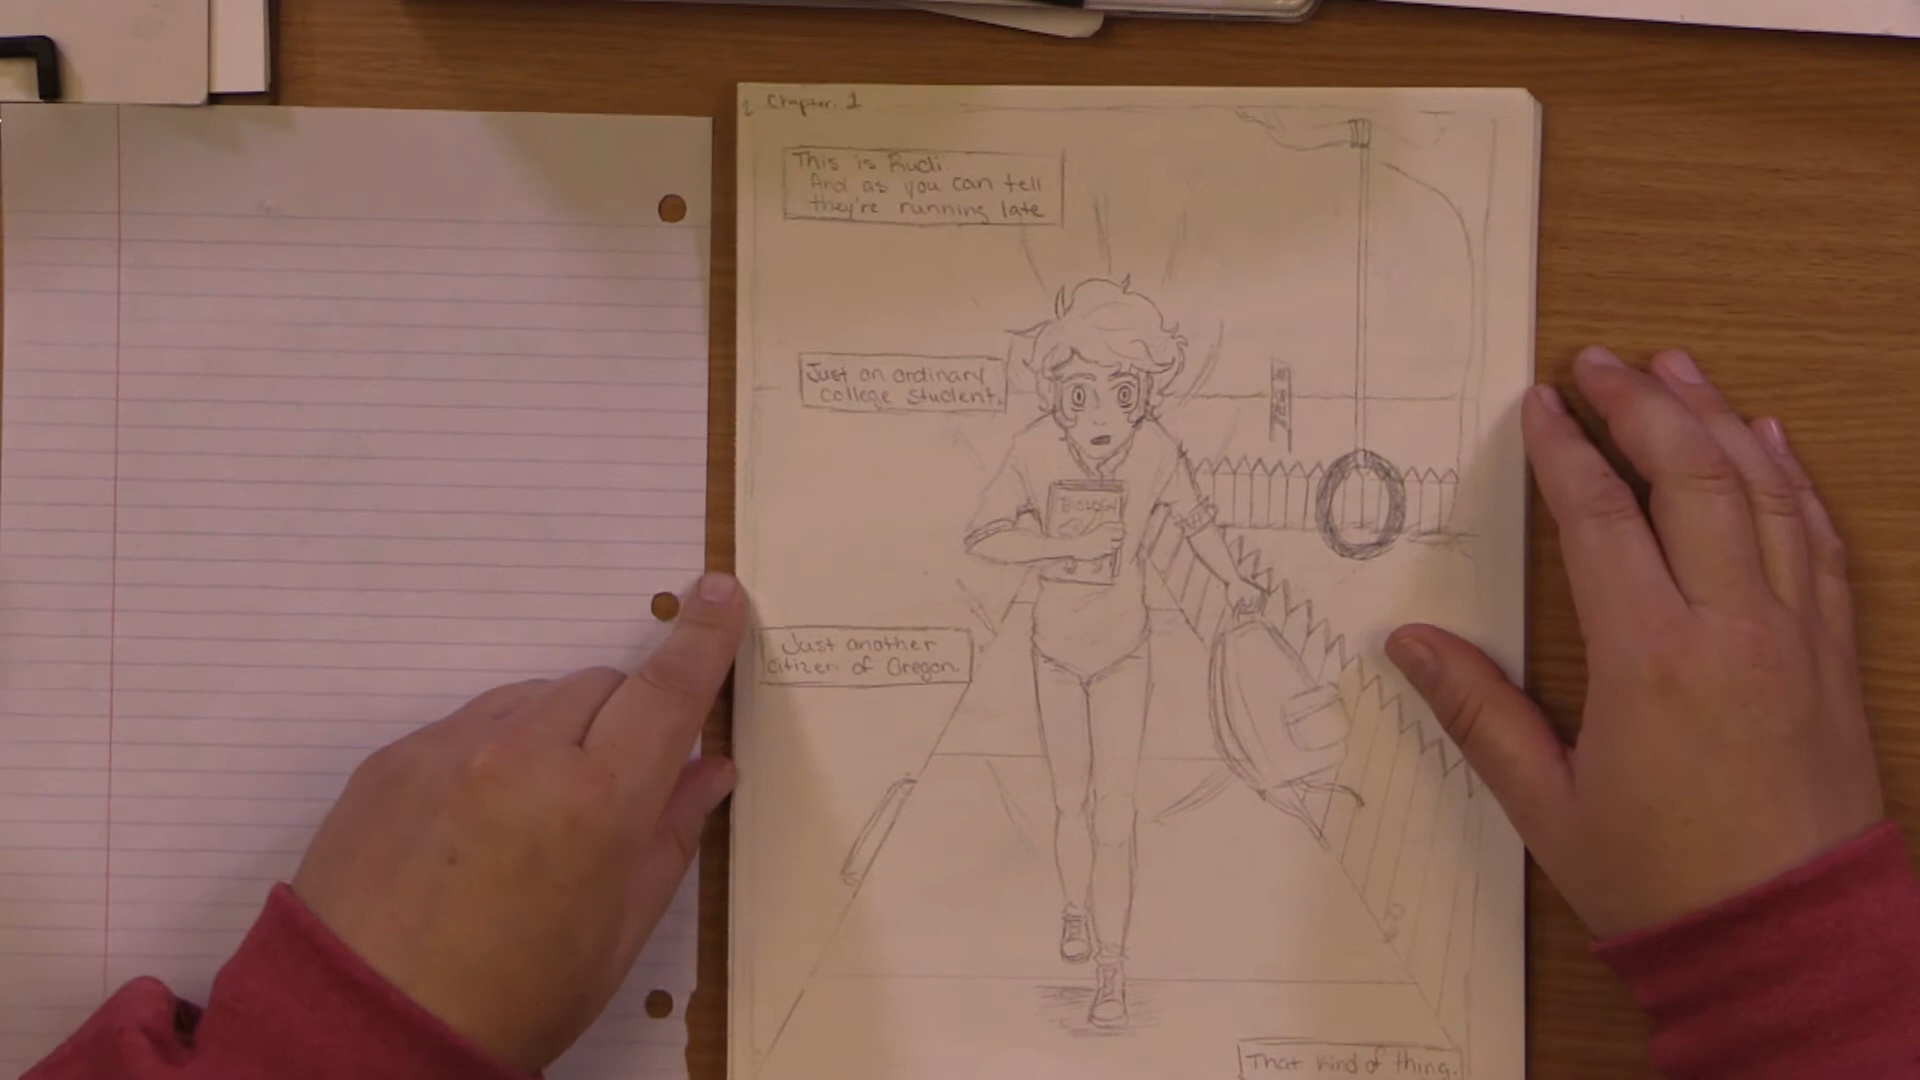 Chapter. 1
This is Rudi.
And as you can tell
they're running late
Just an ordinary
college student.
BIOLOGY
Just another
citizen of Oregon.
That kind of thing.